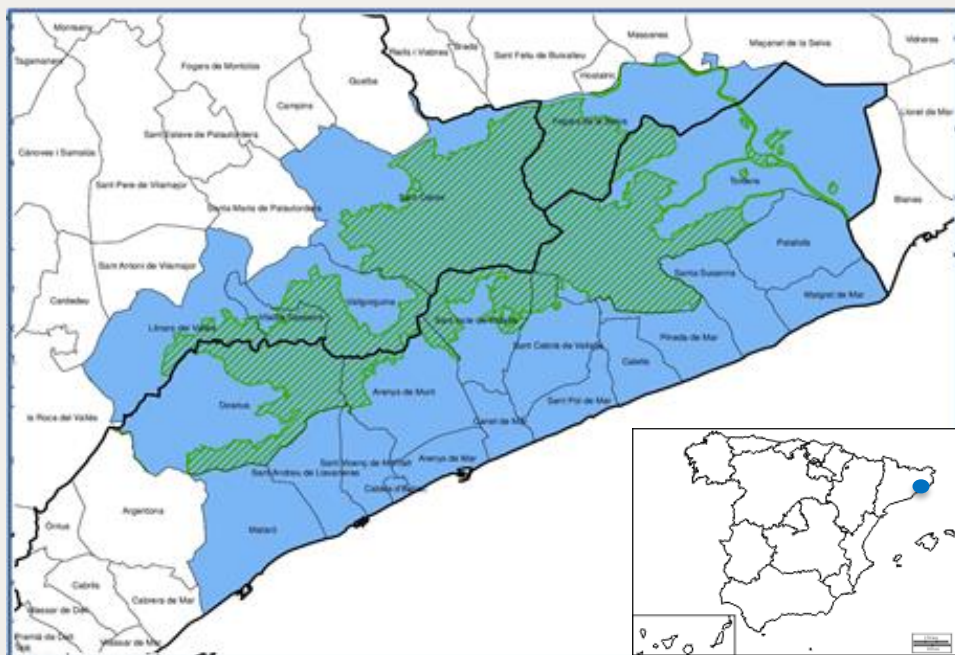 Montseny
Tagamanent
Fogars de Montclús
Gualba
Riells i Viabrea
Breda
Sant Feliu de Buixalleu
Massanes
Maçanet de la Selva
Vidreres
Hostalric
Campins
Lloret de Mar
Fogars de la Selva
Sant Esteve de Palautordera
Cànoves i Samalús
Sant Pere de Vilamajor
Santa Maria de Palautordera
Sant Celoni
Tordera
Blanes
Palafolls
Sant Antoni de Vilamajor
Santa Susanna
Cardedeu
Vallgorguina
Malgrat de Mar
Vilalba Sasserra
Llinars del Vallès
Sant Iscle de Vallalta
Sant Cebrià de Vallalta
Pineda de Mar
Calella
Arenys de Munt
Dosrius
Sant Pol de Mar
la Roca del Vallès
Canet de Mar
Arenys de Mar
Sant Vicenç de Montalt
Sant Andreu de Llavaneres
Caldes d'Estrac
Argentona
Òrrius
Mataró
Cabrils
Cabrera de Mar
Vilassar de Dalt
Vilassar de Mar
Premià de Dalt